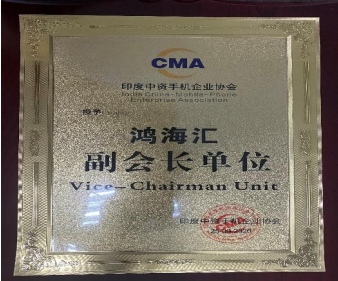 CMA
印度中资手机企业协会
India China-Mobile-Phone
Enterprise Association
授予:
鸿海汇
副会长单位
Vice-Chairman Unit
印度中资手机企业协会